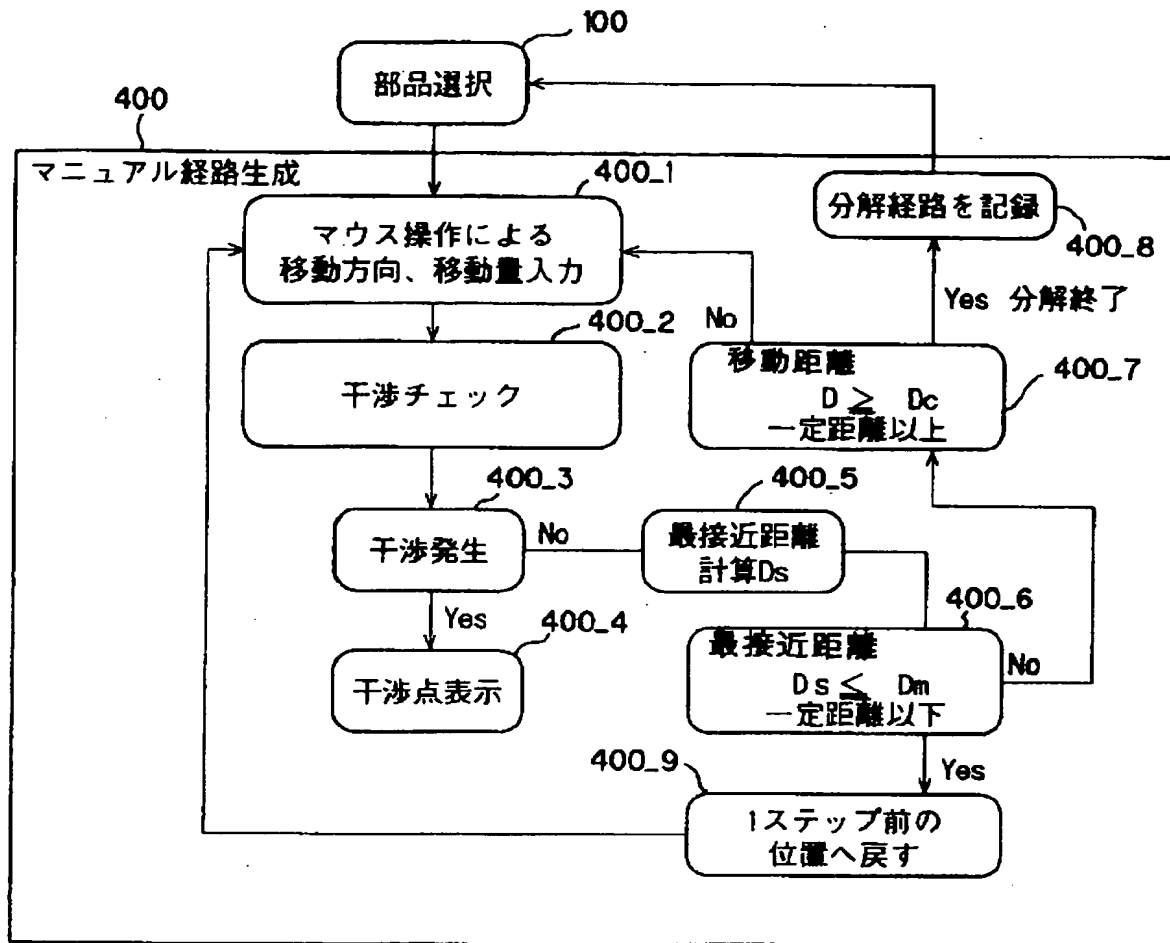 100
部品選択
400
マニュアル経路生成
400_1
マウス操作による
移動方向、移動量入力
分解経路を記録
400_8
Yes 分解終了
No
400_2
干渉チェック
移動距離
D ≧ Dc
一定距離以上
400_7
400_3
干渉発生
No
400_5
最接近距離
計算Ds
Yes
400_4
干渉点表示
400_6
最接近距離
Ds ≦ Dm
一定距離以下
No
Yes
400_9
1ステップ前の
位置へ戻す